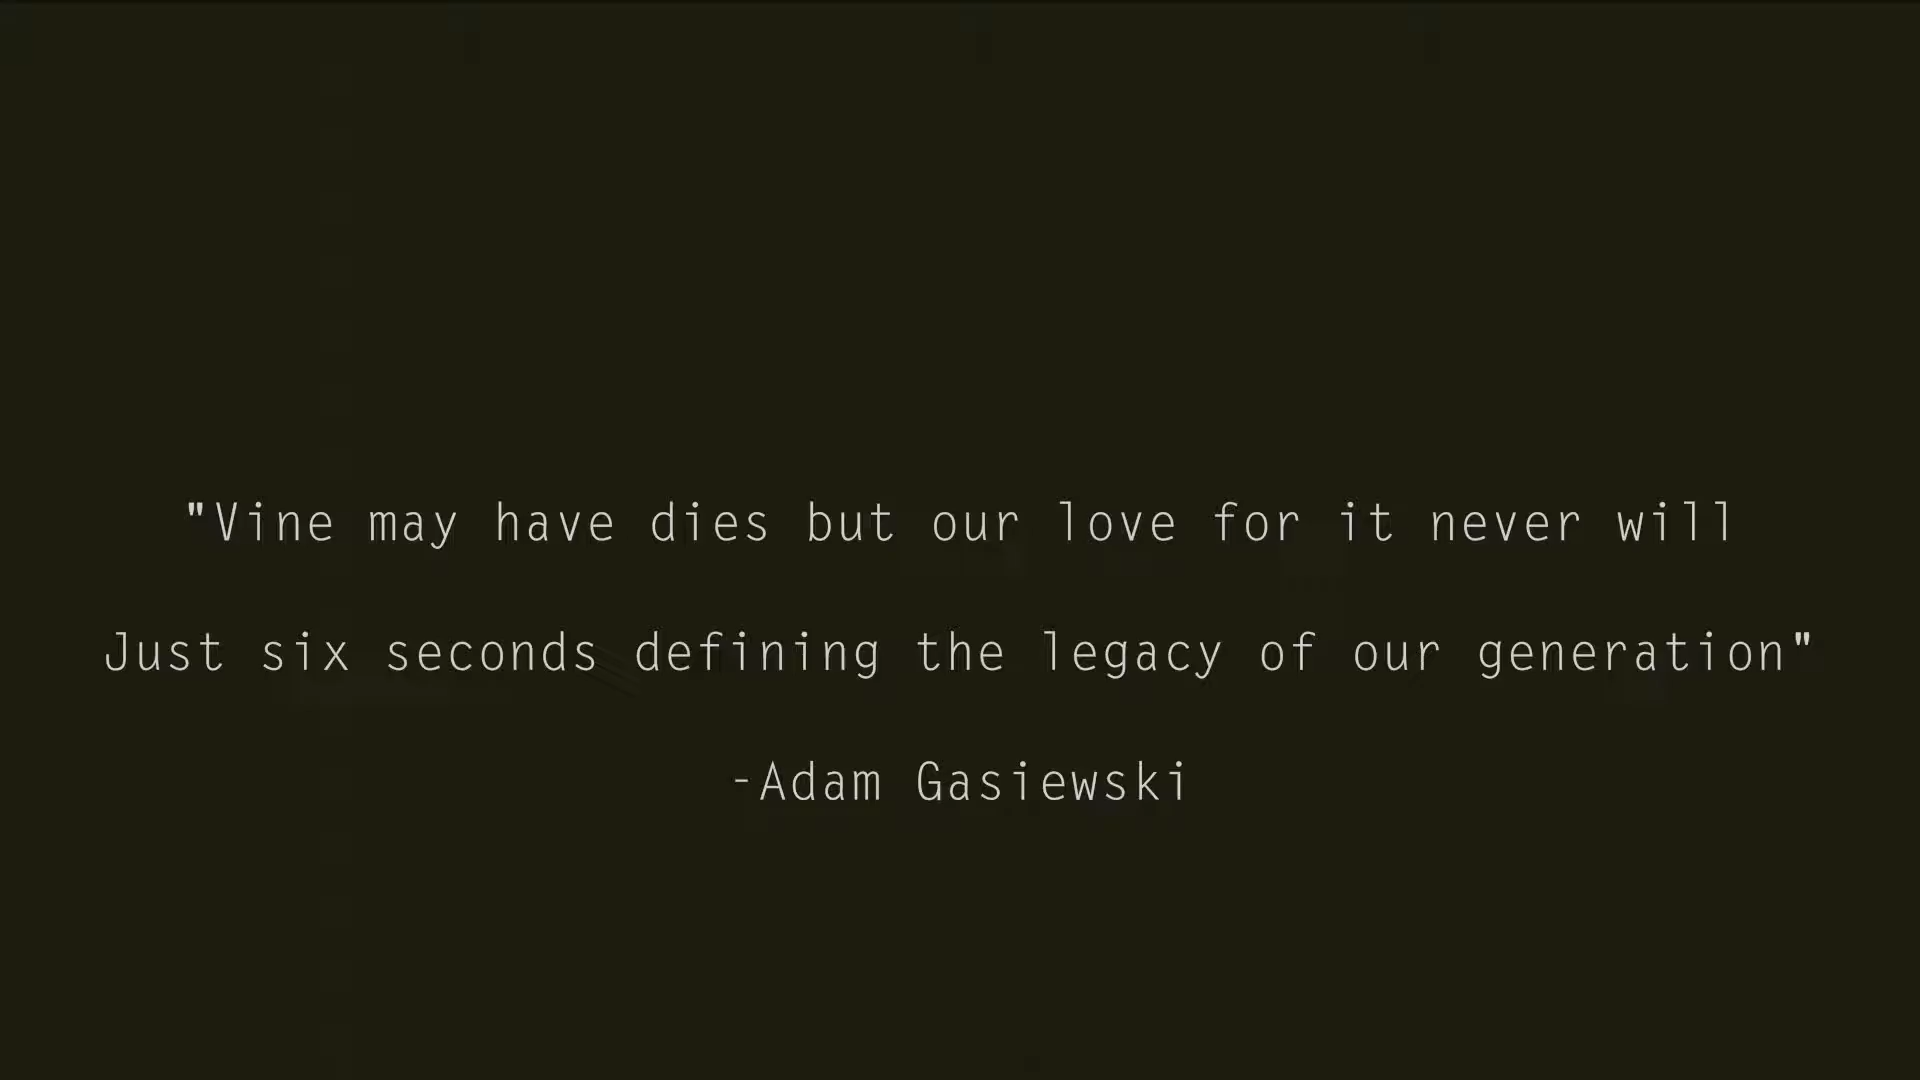 "Vine may have dies but our love for it never will
Just six seconds defining the legacy of our generation"
-Adam Gasiewski